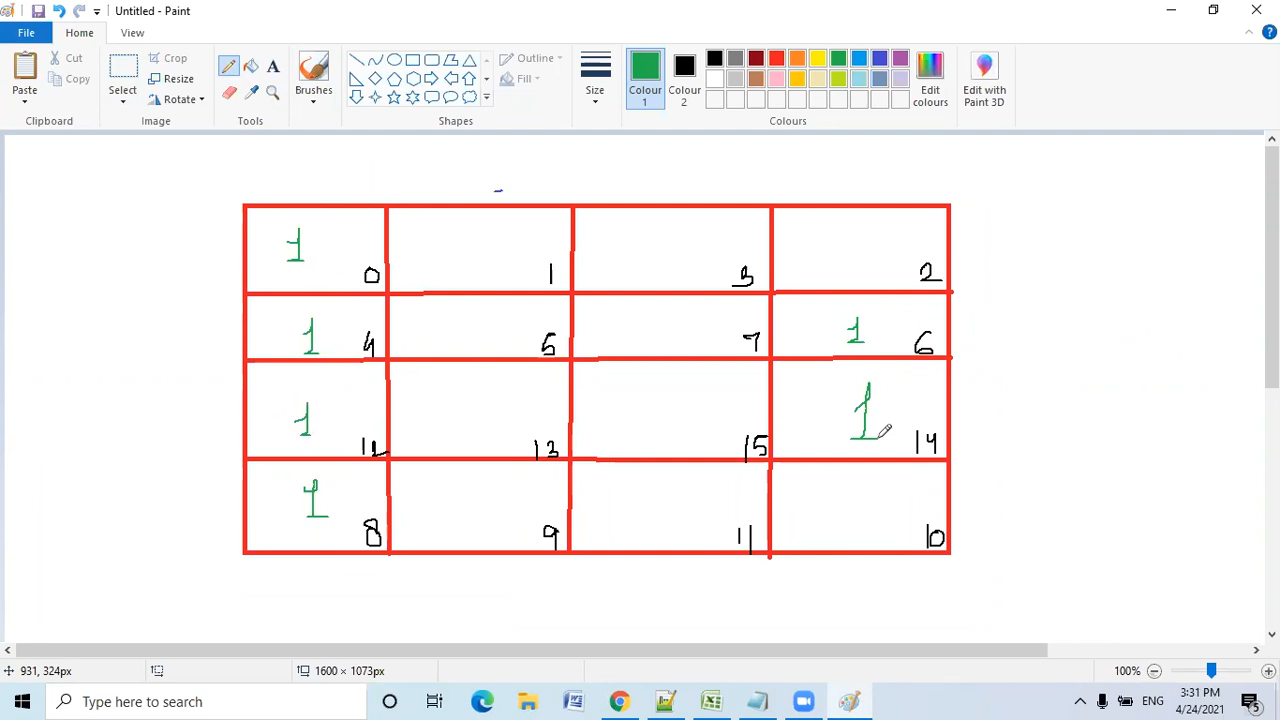 Untitled - Paint
File Home View
Cut
Copy
Paste
Clipboard
Crop
Resize
Rotate
Select
Image
Tools
Brushes
Outline
Fill
Shapes
Size
Colour 1
Colour 2
Edit colours
Colours
Edit with Paint 3D
1 0 1 3 2
1 4 5 7 1 6
1 12 13 15 1 14
1 8 9 11 10
931, 324px
1600 × 1073px
100%
Type here to search
ENG
3:31 PM
4/24/2021
5